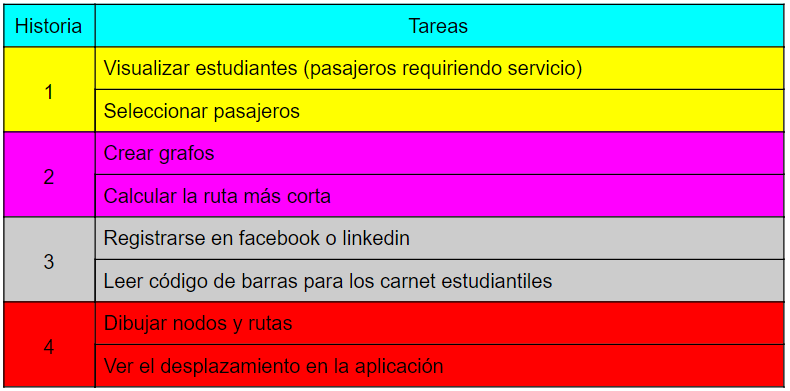 Historia Tareas
1
Visualizar estudiantes (pasajeros requiriendo servicio)
Seleccionar pasajeros
2
Crear grafos
Calcular la ruta más corta
3
Registrarse en facebook o linkedin
Leer código de barras para los carnet estudiantiles
4
Dibujar nodos y rutas
Ver el desplazamiento en la aplicación